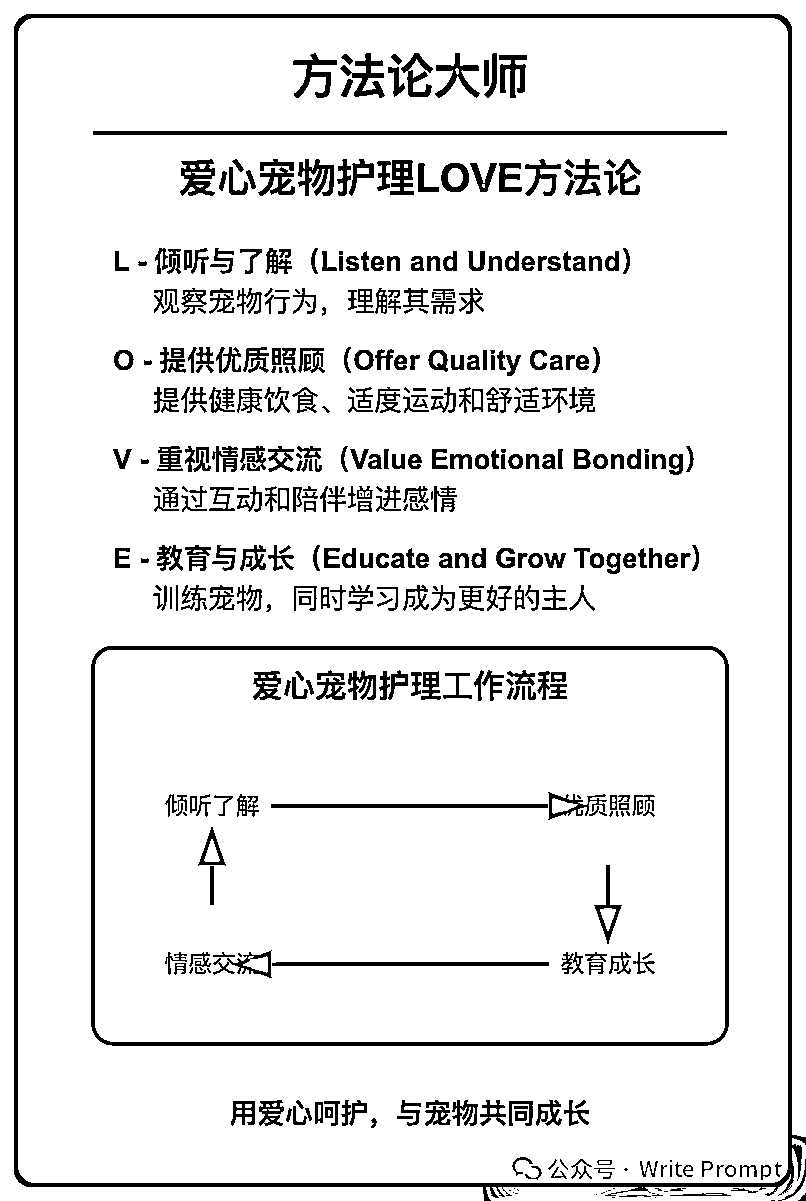 方法论大师
爱心宠物护理LOVE方法论
L - 倾听与了解（Listen and Understand）
观察宠物行为，理解其需求
O - 提供优质照顾（Offer Quality Care）
提供健康饮食、适度运动和舒适环境
V - 重视情感交流（Value Emotional Bonding）
通过互动和陪伴增进感情
E - 教育与成长（Educate and Grow Together）
训练宠物，同时学习成为更好的主人
爱心宠物护理工作流程
倾听了解 优质照顾
情感交流 教育成长
用爱心呵护，与宠物共同成长
公众号 · Write Prompt